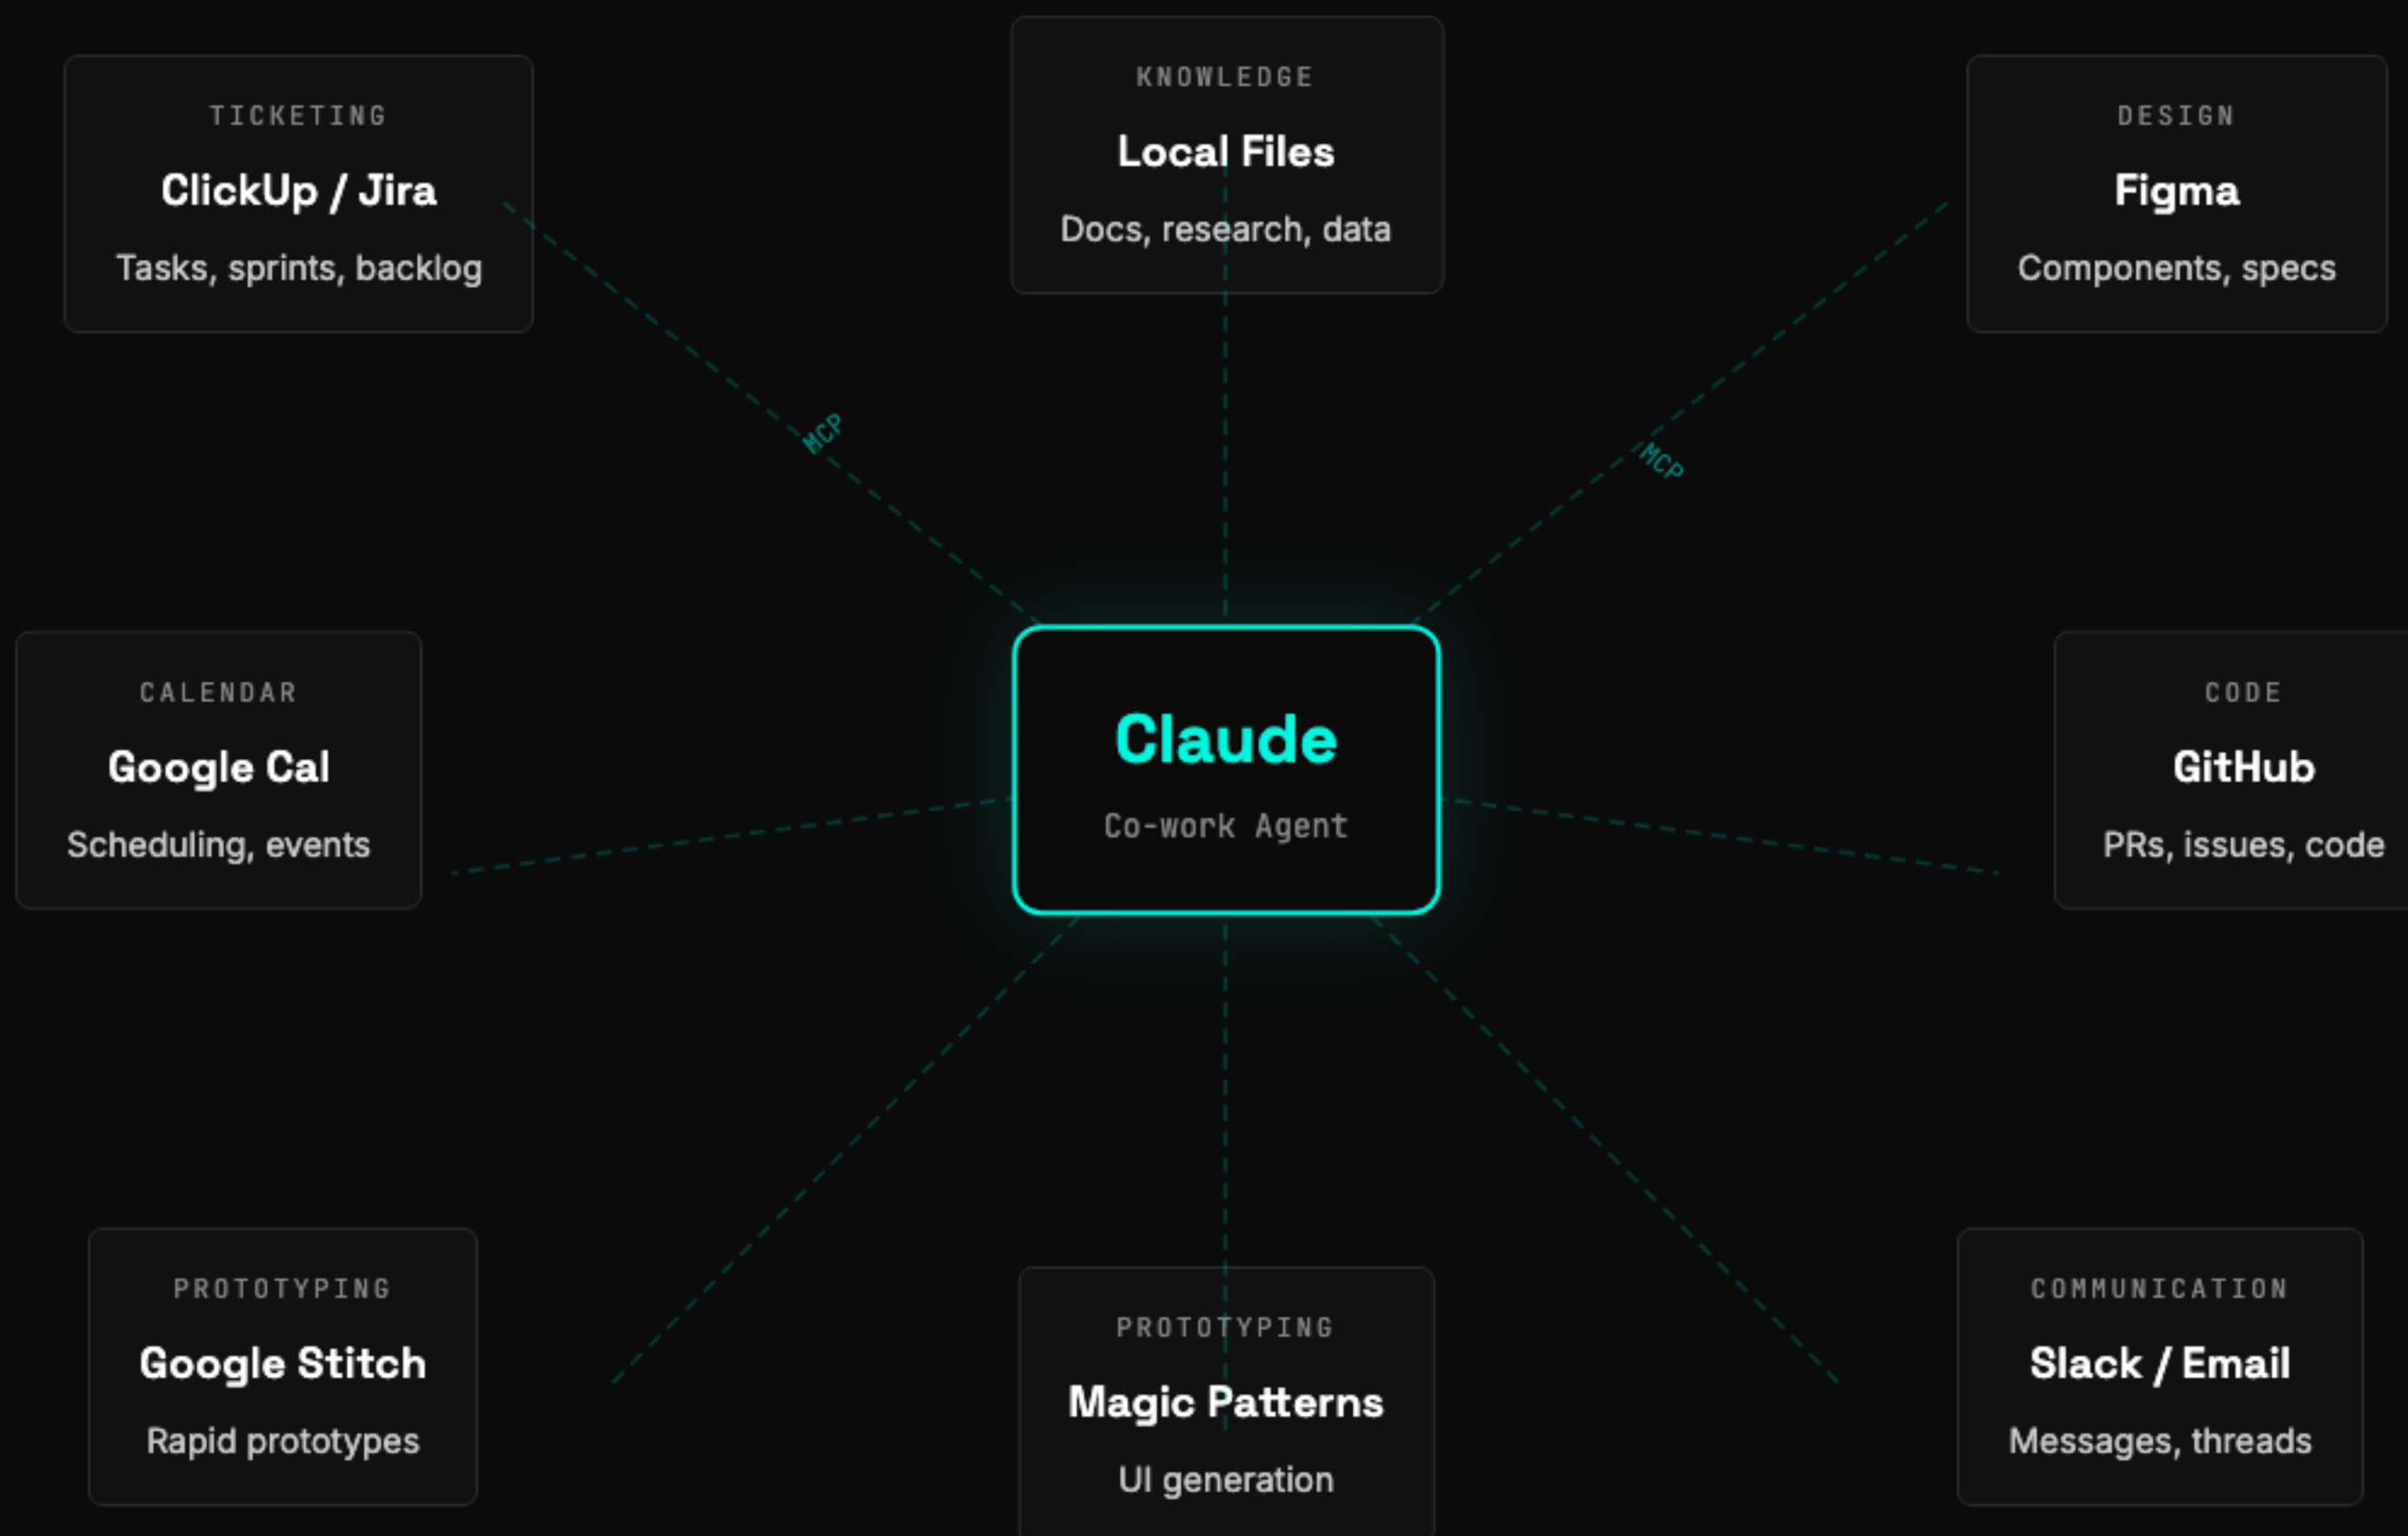 KNOWLEDGE
Local Files
Docs, research, data
TICKETING
ClickUp / Jira
Tasks, sprints, backlog
DESIGN
Figma
Components, specs
MCP
MCP
CALENDAR
Google Cal
Scheduling, events
Claude
Co-work Agent
CODE
GitHub
PRs, issues, code
PROTOTYPING
Google Stitch
Rapid prototypes
PROTOTYPING
Magic Patterns
UI generation
COMMUNICATION
Slack / Email
Messages, threads